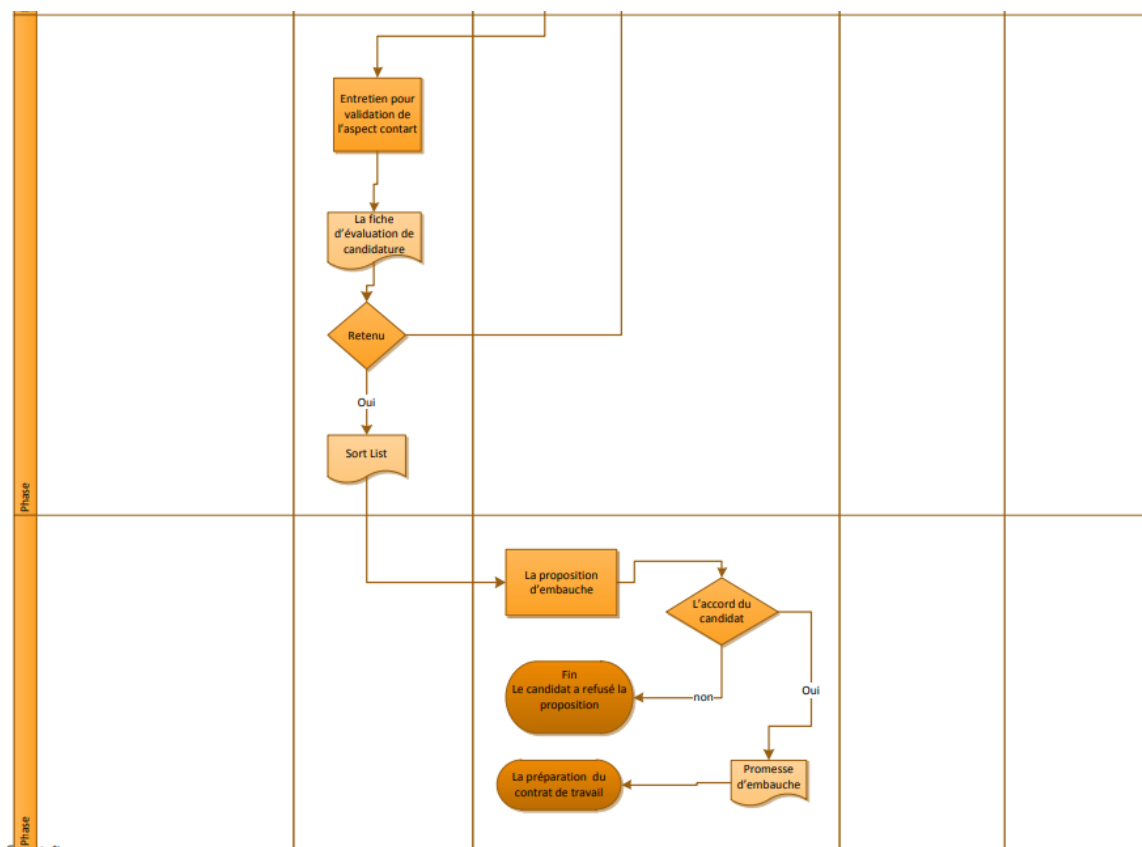 Entretien pour
validation de
l'aspect contart
La fiche
d'évaluation de
candidature
Retenu
Oui
Sort List
Phase
La proposition
d'embauche
L'accord du
candidat
Fin
Le candidat a refusé la
proposition
non
Oui
Promesse
d'embauche
La préparation du
contrat de travail
Phase